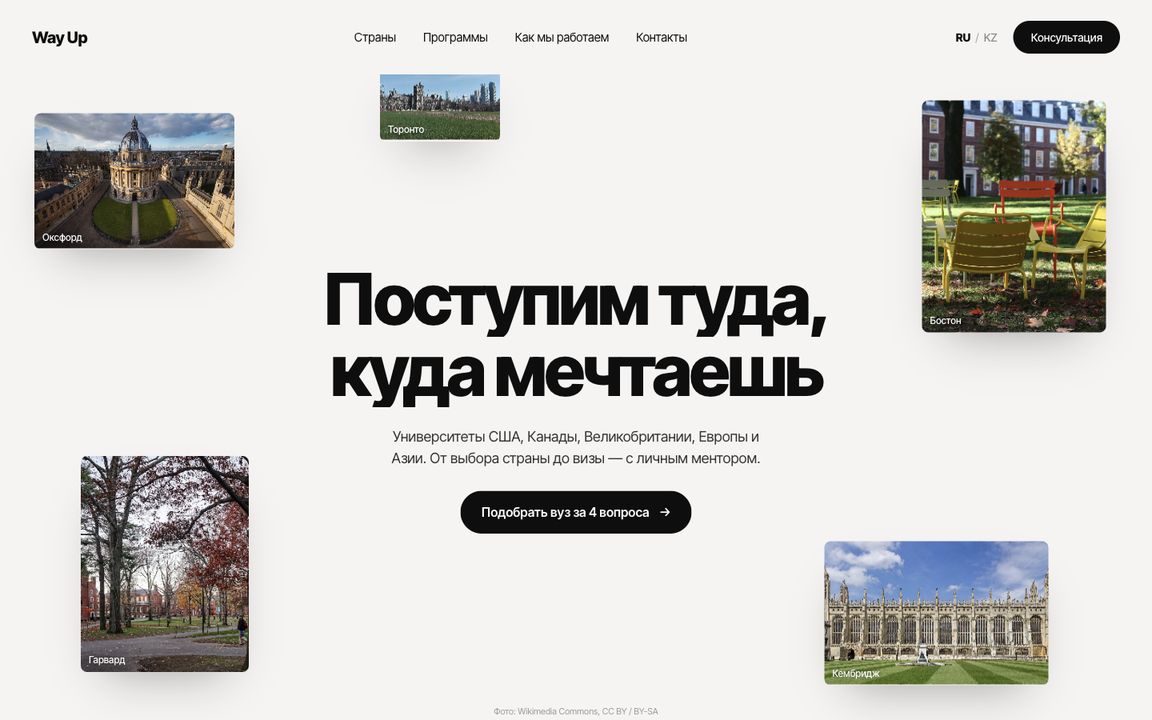 Way Up
Страны
Программы
Как мы работаем
Контакты
RU / KZ
Консультация
Торонто
Оксфорд
Бостон
Поступим туда,
куда мечтаешь
Университеты США, Канады, Великобритании, Европы и
Азии. От выбора страны до визы — с личным ментором.
Подобрать вуз за 4 вопроса →
Гарвард
Кембридж
Фото: Wikimedia Commons, CC BY / BY-SA